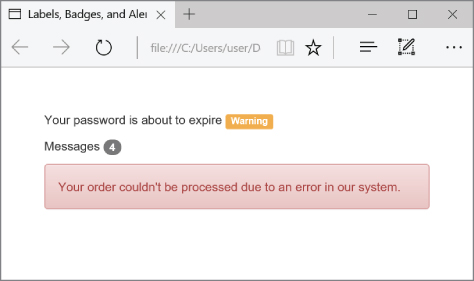 Labels, Badges, and Aler
file:///C:/Users/user/D
Your password is about to expire Warning
Messages 4
Your order couldn't be processed due to an error in our system.